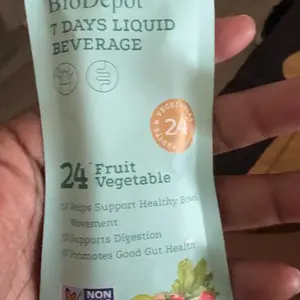 BioDepot
7 DAYS LIQUID
BEVERAGE
24
24 Fruit
Vegetable
Helps Support Healthy Bowel
Movement
Supports Digestion
Promotes Good Gut Health
NON